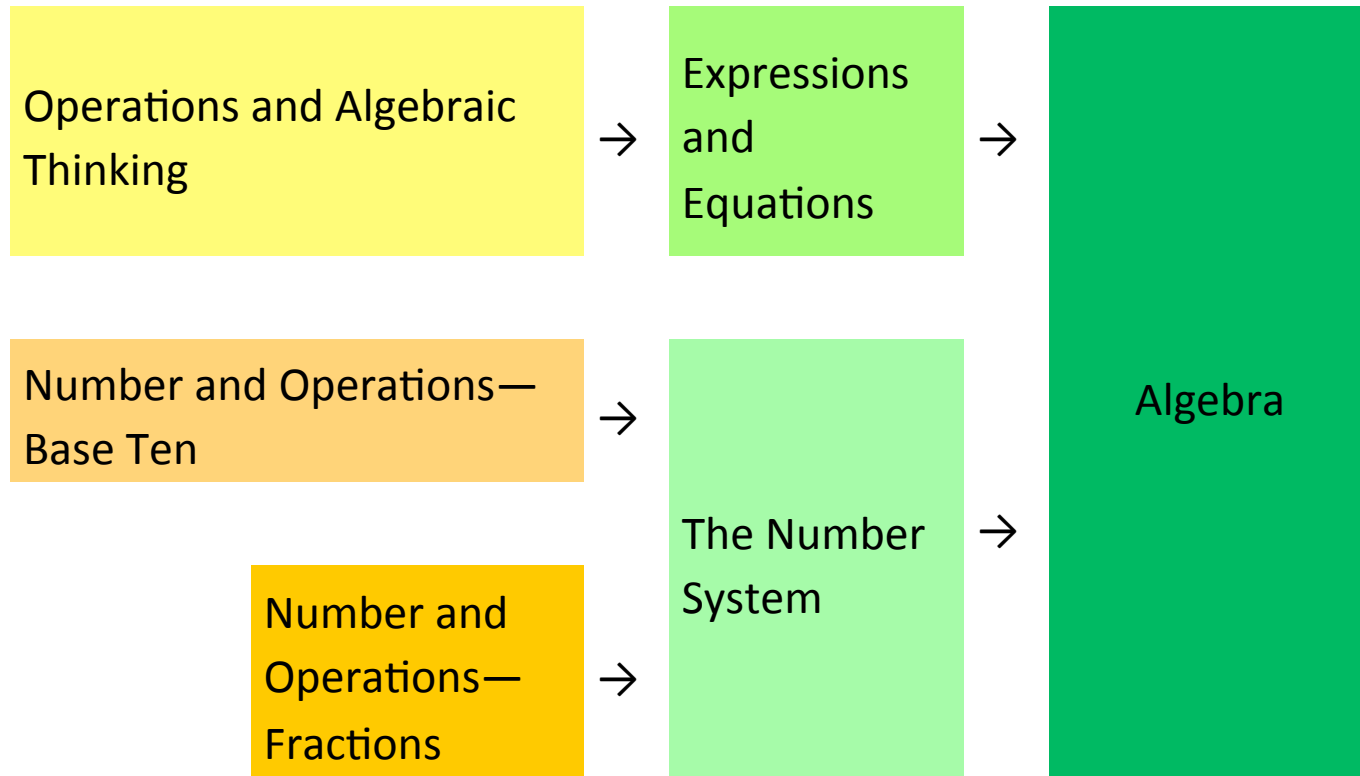 Operations and Algebraic
Thinking
→
Expressions
and
Equations
→
Number and Operations—
Base Ten
→
Number and
Operations—
Fractions
→
The Number
System
→
Algebra